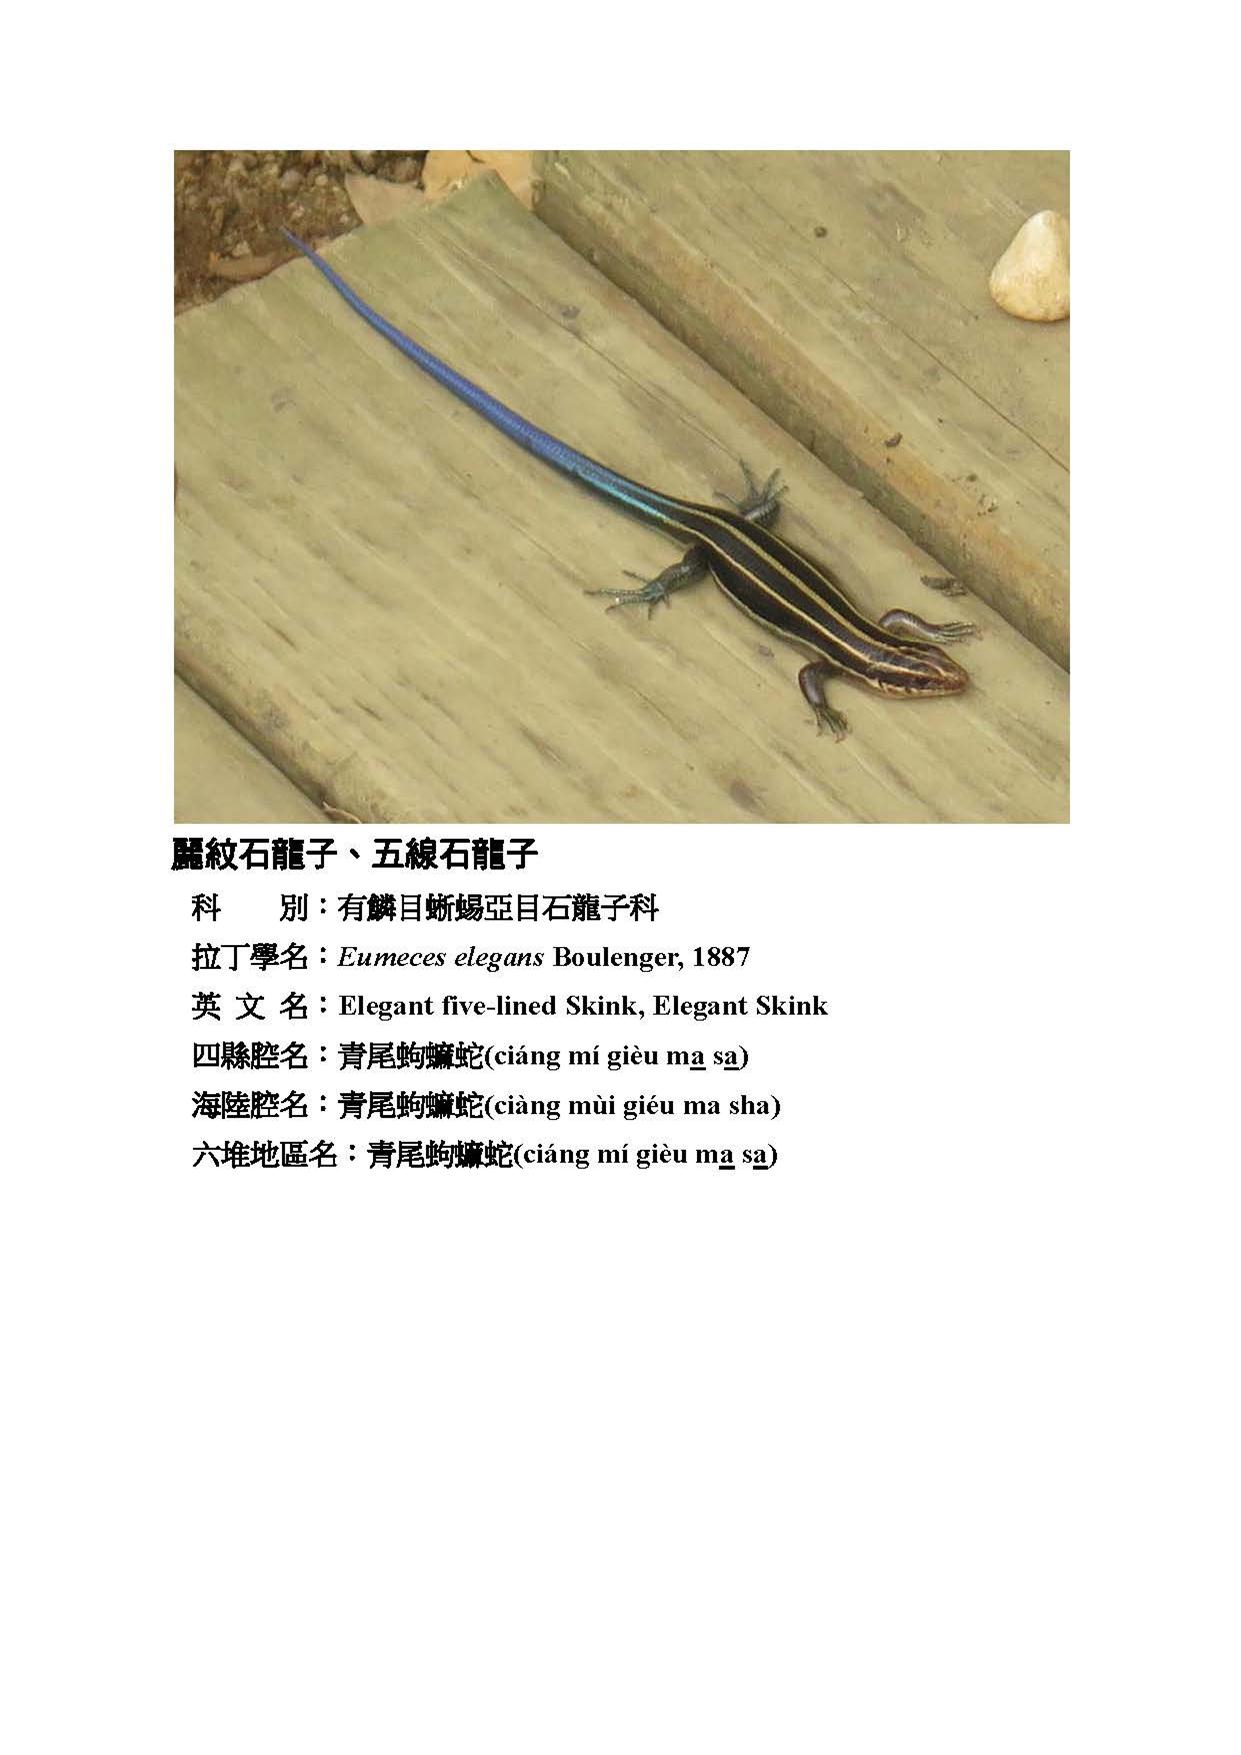 麗紋石龍子、五線石龍子
科　　別：有鱗目蜥蜴亞目石龍子科
拉丁學名：Eumeces elegans Boulenger, 1887
英 文 名：Elegant five-lined Skink, Elegant Skink
四縣腔名：青尾蚼蠊蛇(ciáng mí gièu ma sa)
海陸腔名：青尾蚼蠊蛇(ciàng mùi giéu ma sha)
六堆地區名：青尾蚼蠊蛇(ciáng mí gièu ma sa)